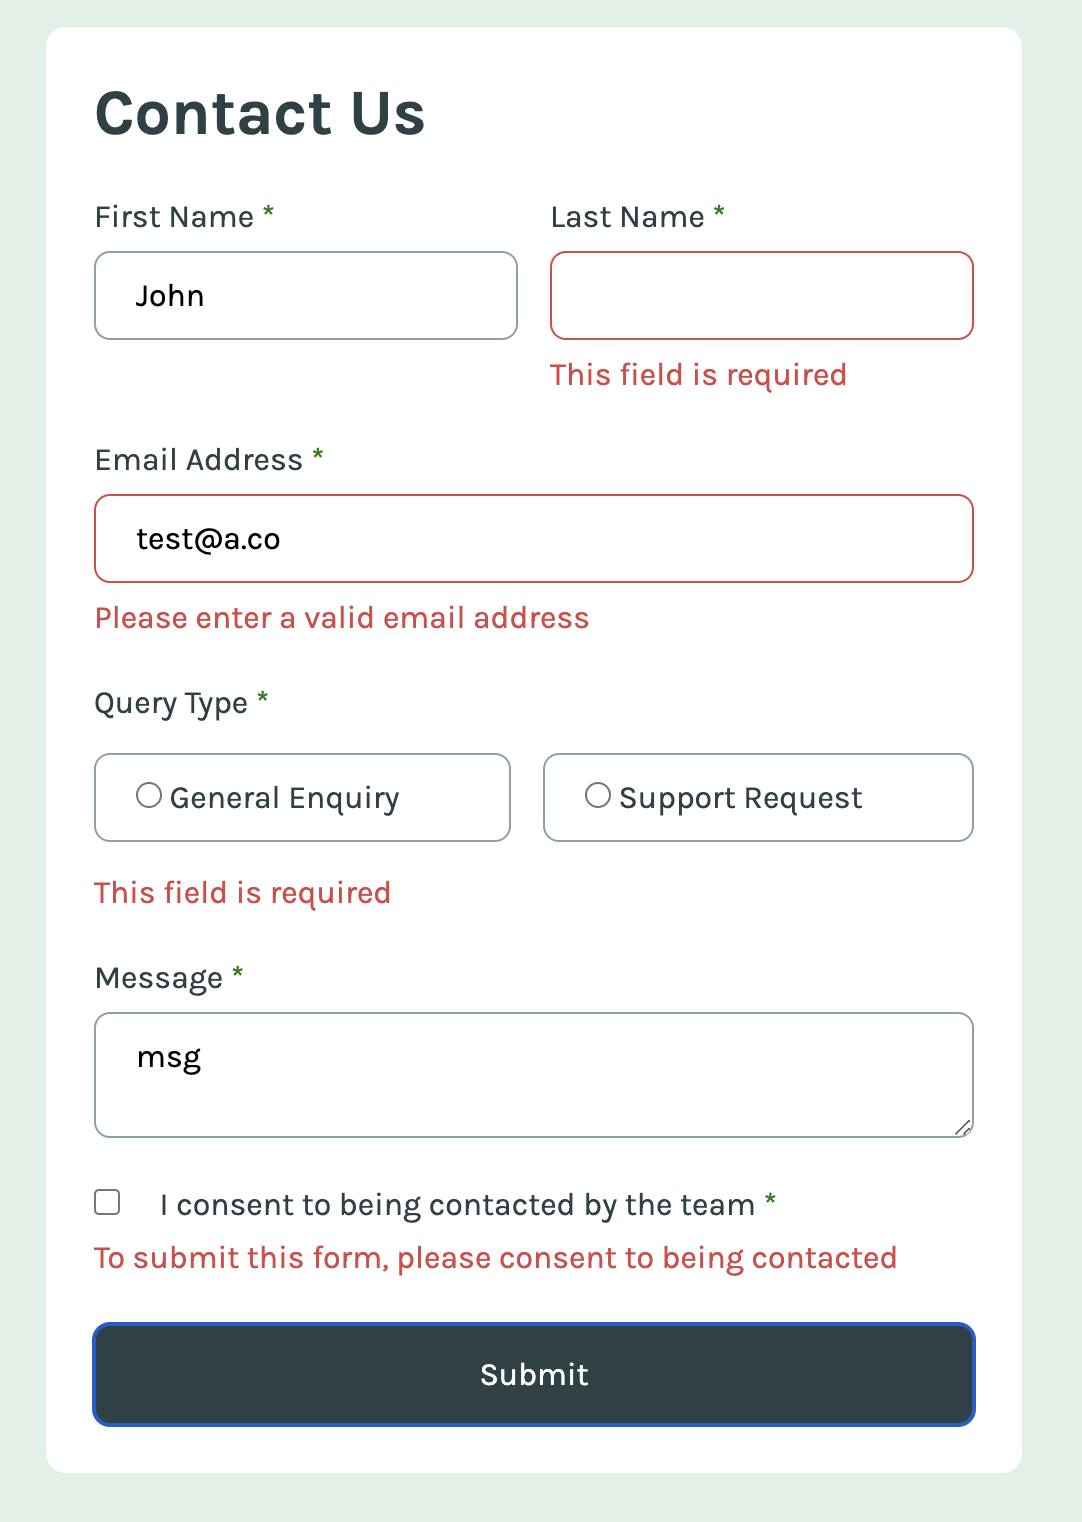 Contact Us
First Name * Last Name *
John
This field is required
Email Address *
test@a.co
Please enter a valid email address
Query Type *
General Enquiry Support Request
This field is required
Message *
msg
I consent to being contacted by the team *
To submit this form, please consent to being contacted
Submit